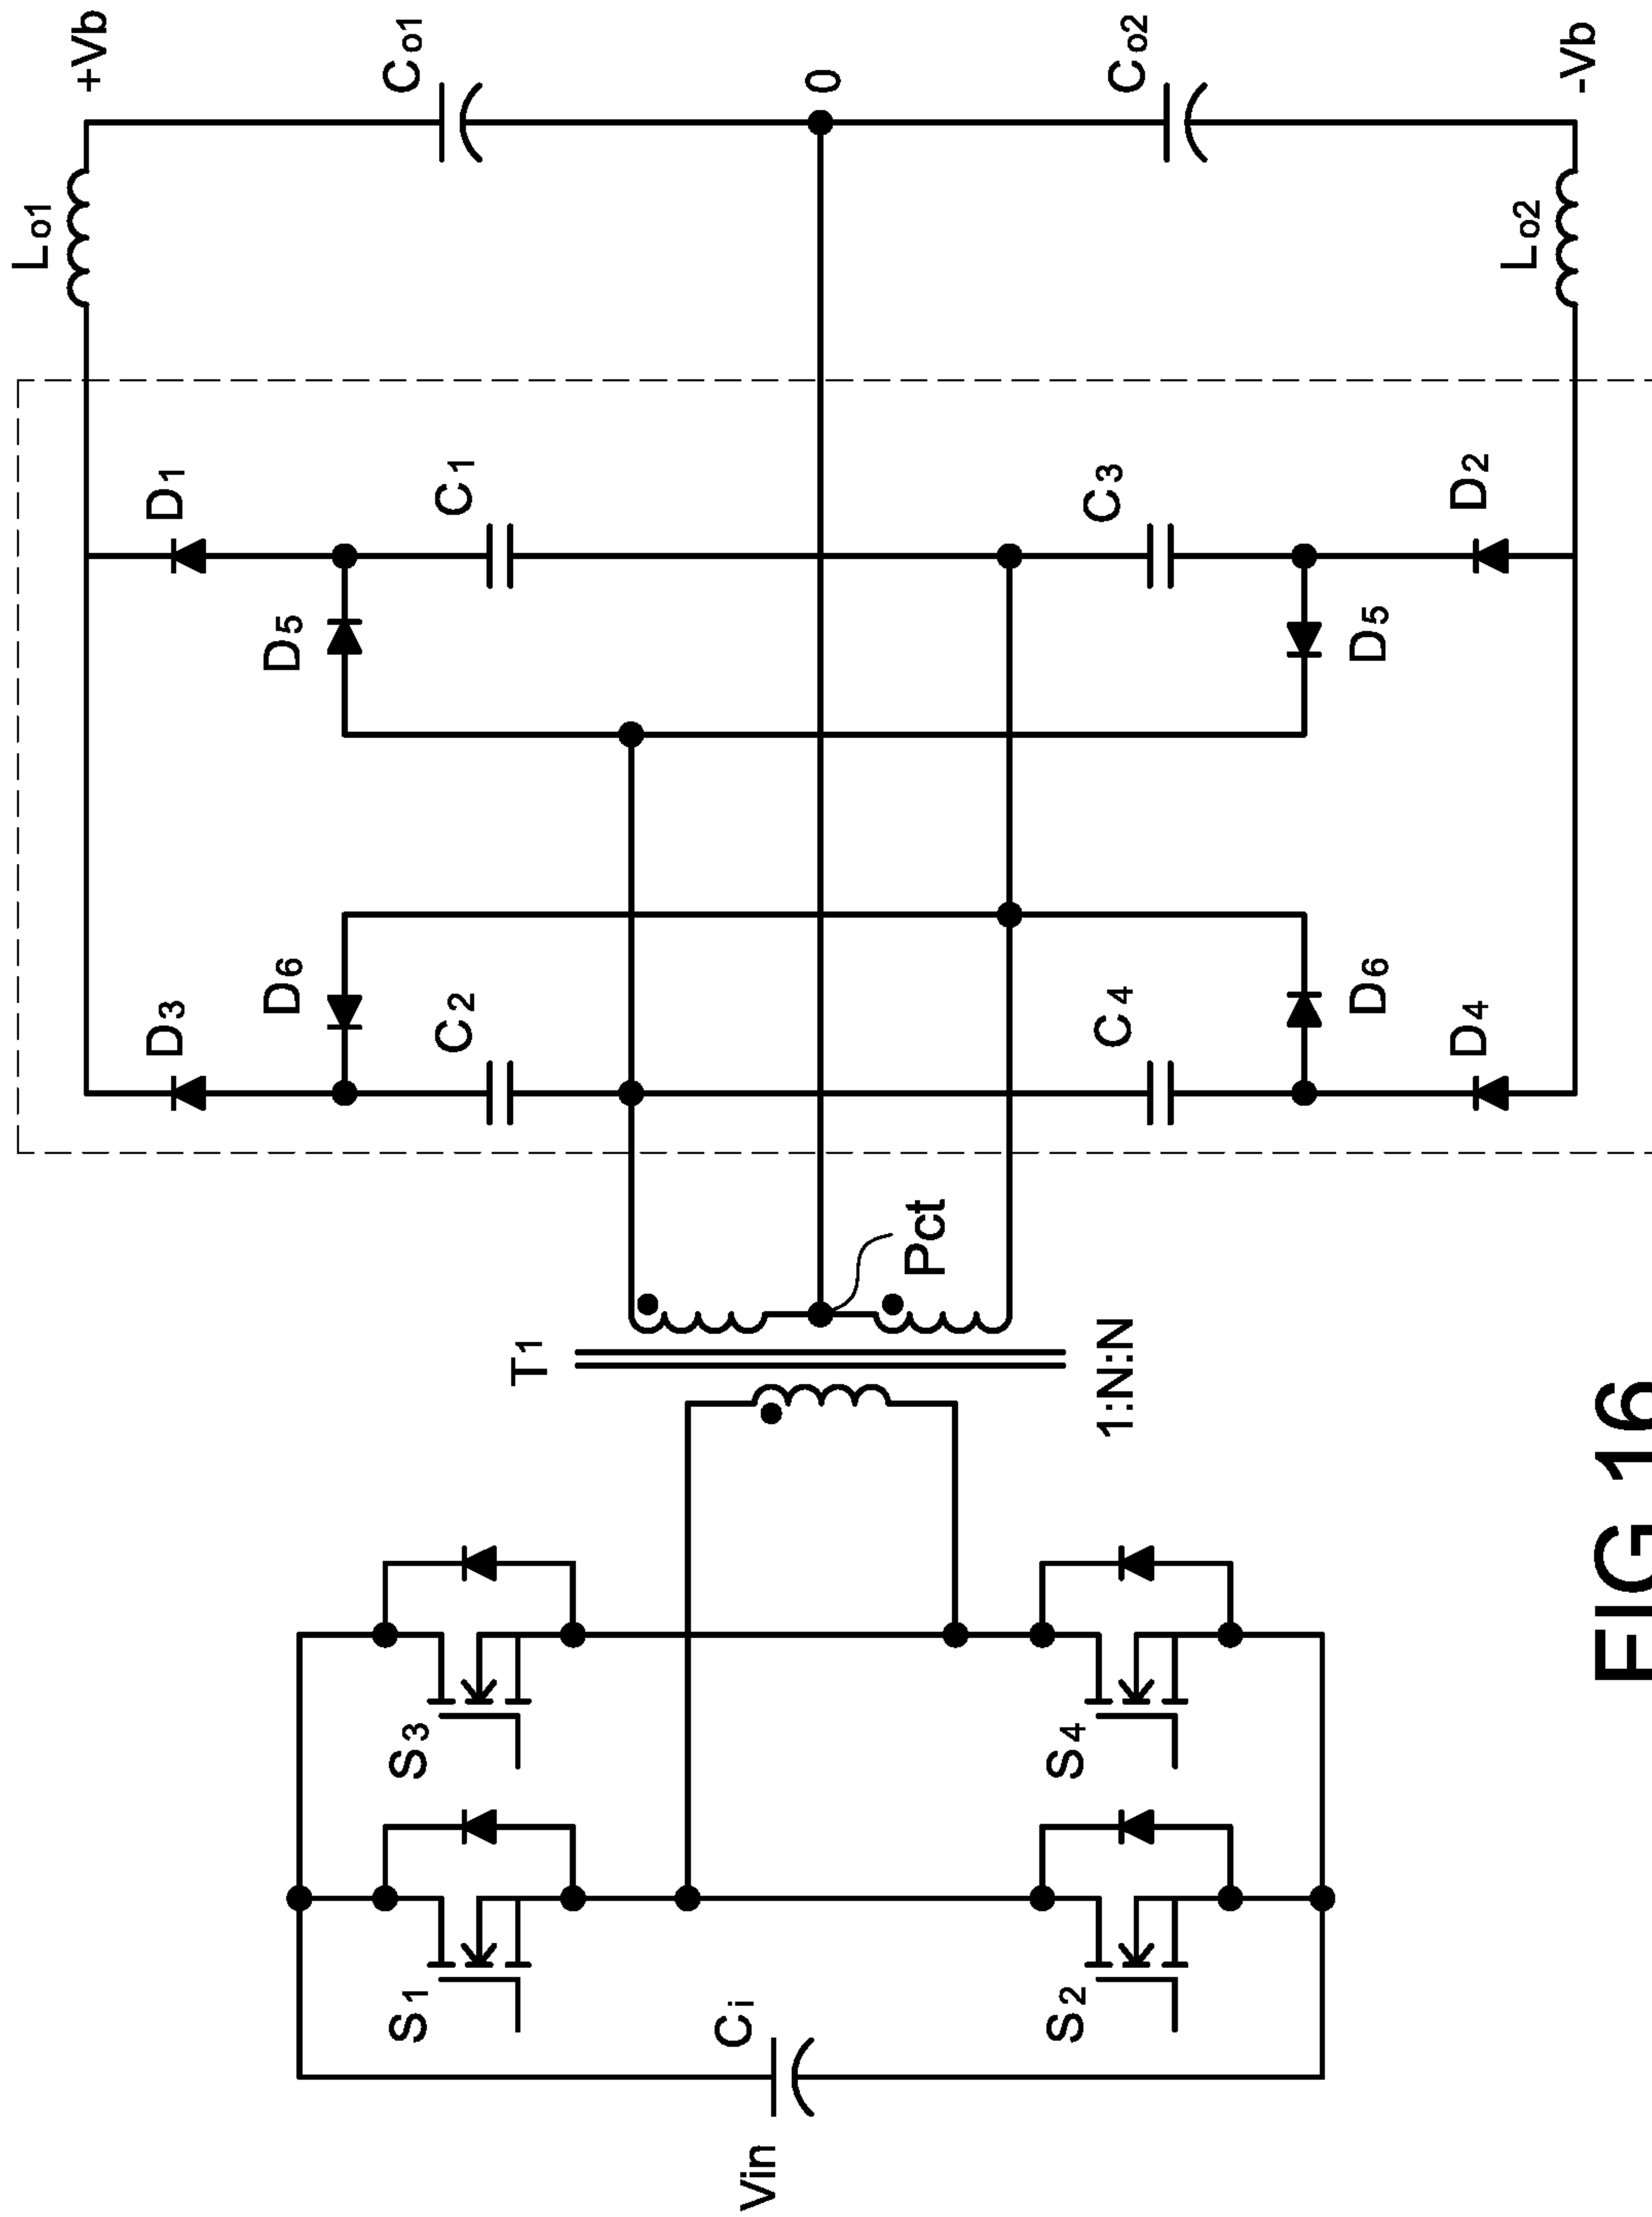 +Vb
Lo1
Co1
D1
D3
D5
D6
C1
C2
0
T1
Pct
1:N:N
S1
S3
Ci
Vin
S2
S4
C3
C4
Co2
D5
D6
D2
D4
Lo2
-Vb
FIG 16